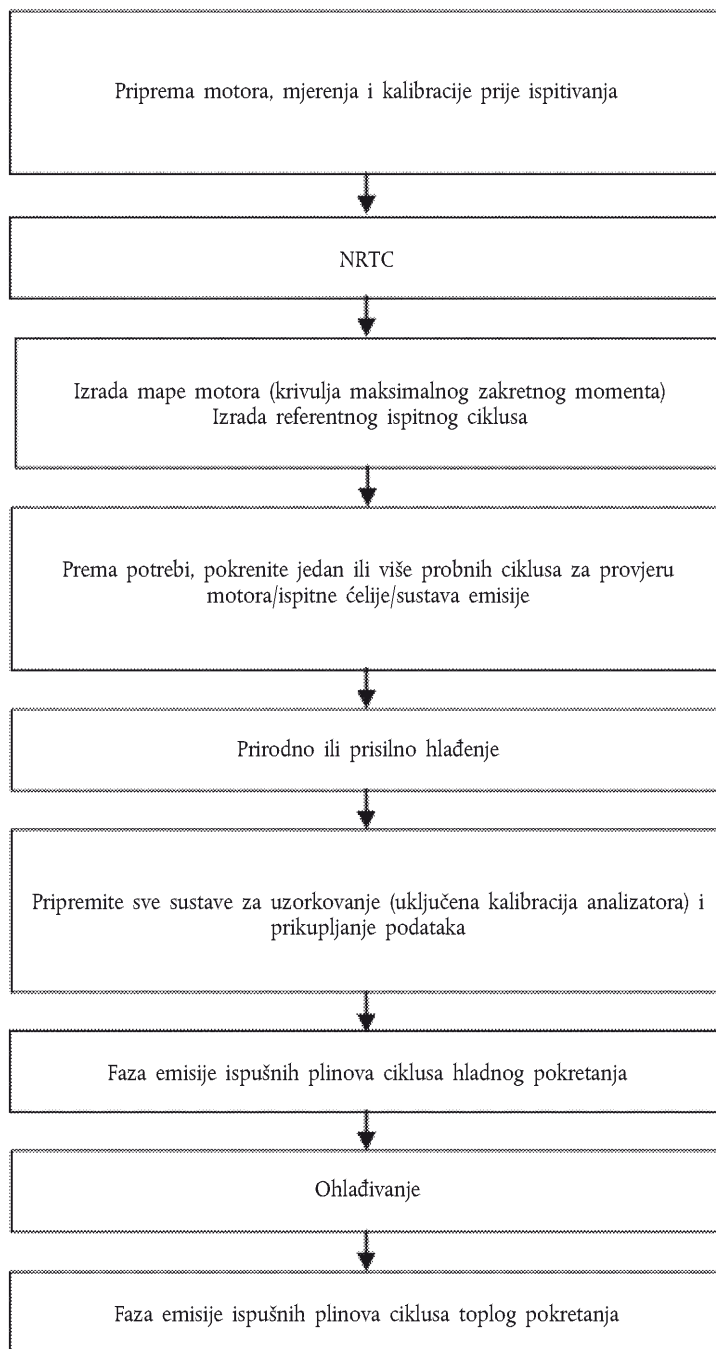 Priprema motora, mjerenja i kalibracije prije ispitivanja
NRTC
Izrada mape motora (krivulja maksimalnog zakretnog momenta)
Izrada referentnog ispitnog ciklusa
Prema potrebi, pokrenite jedan ili više probnih ciklusa za provjeru
motora/ispitne ćelije/sustava emisije
Prirodno ili prisilno hlađenje
Pripremite sve sustave za uzorkovanje (uključena kalibracija analizatora) i
prikupljanje podataka
Faza emisije ispušnih plinova ciklusa hladnog pokretanja
Ohlađivanje
Faza emisije ispušnih plinova ciklusa toplog pokretanja